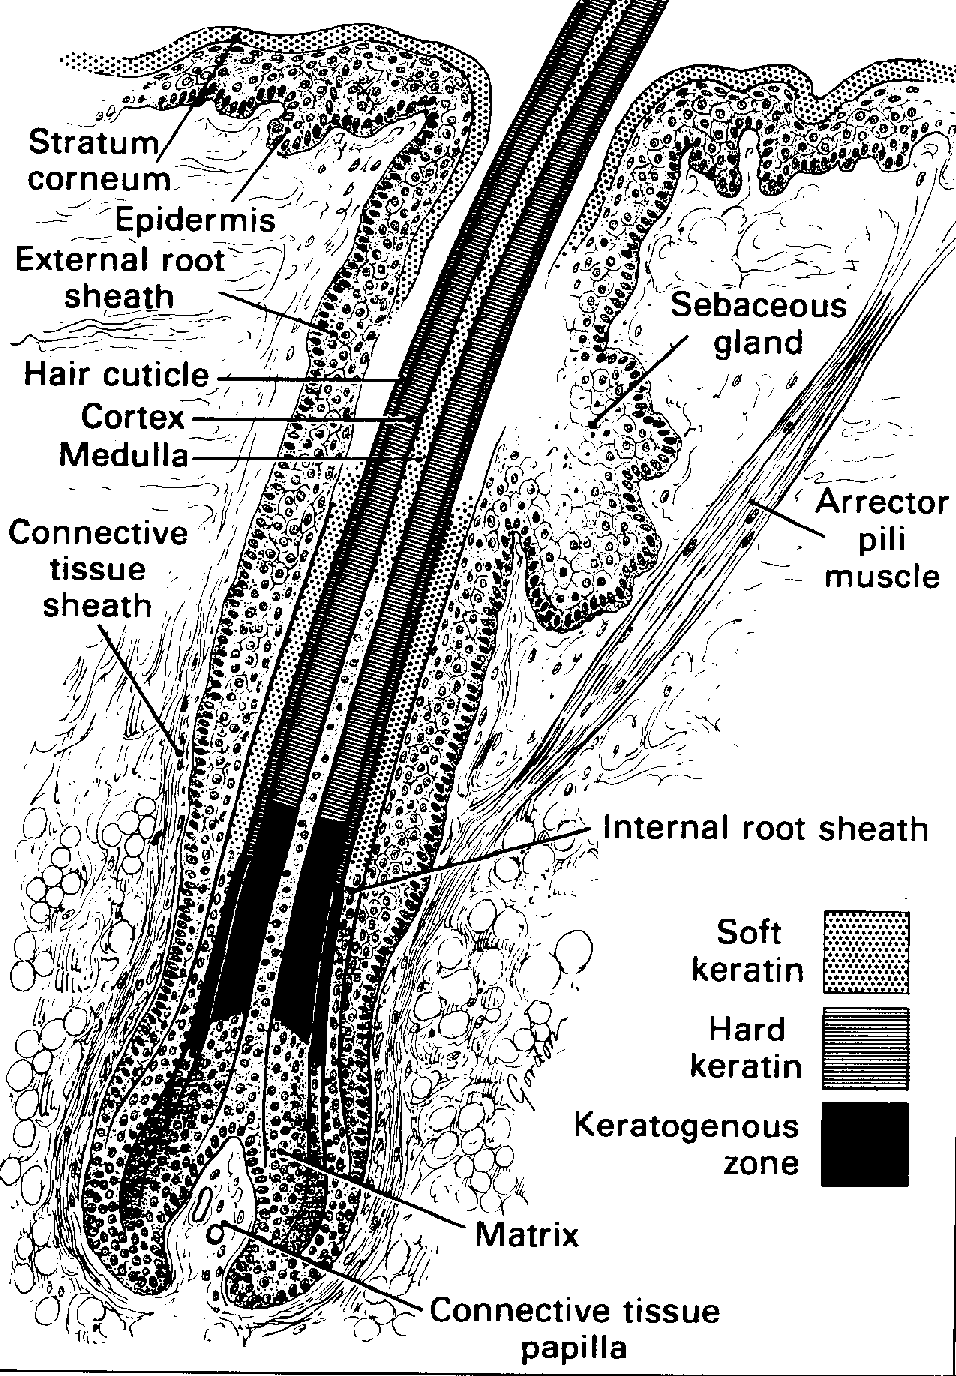 Stratum
corneum
Epidermis
External root
sheath
Sebaceous
gland
Hair cuticle
Cortex
Medulla
Arrector
pili
muscle
Connective
tissue
sheath
Internal root sheath
Soft
keratin
Hard
keratin
Gordon
Keratogenous
zone
Matrix
Connective tissue
papilla